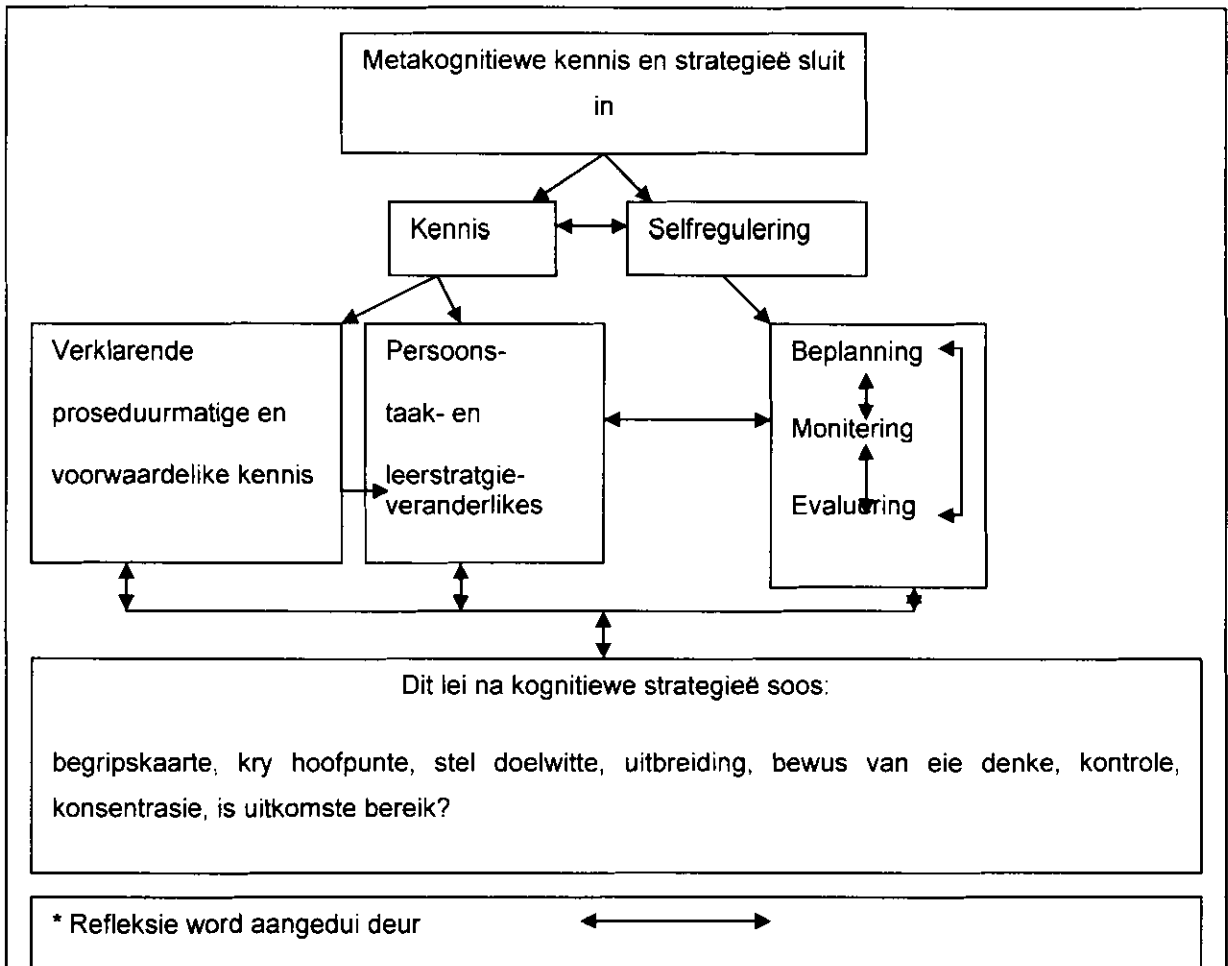 Metakognitiewe kennis en strategieë sluit
in
Kennis
Selfregulering
Verklarende
proseduurmatige en
voorwaardelike kennis
Persoons-
taak- en
leerstratgie-
veranderlikes
Beplanning
Monitering
Evaluering
Dit lei na kognitiewe strategieë soos:
begripskaarte, kry hoofpunte, stel doelwitte, uitbreiding, bewus van eie denke, kontrole,
konsentrasie, is uitkomste bereik?
* Refleksie word aangedui deur